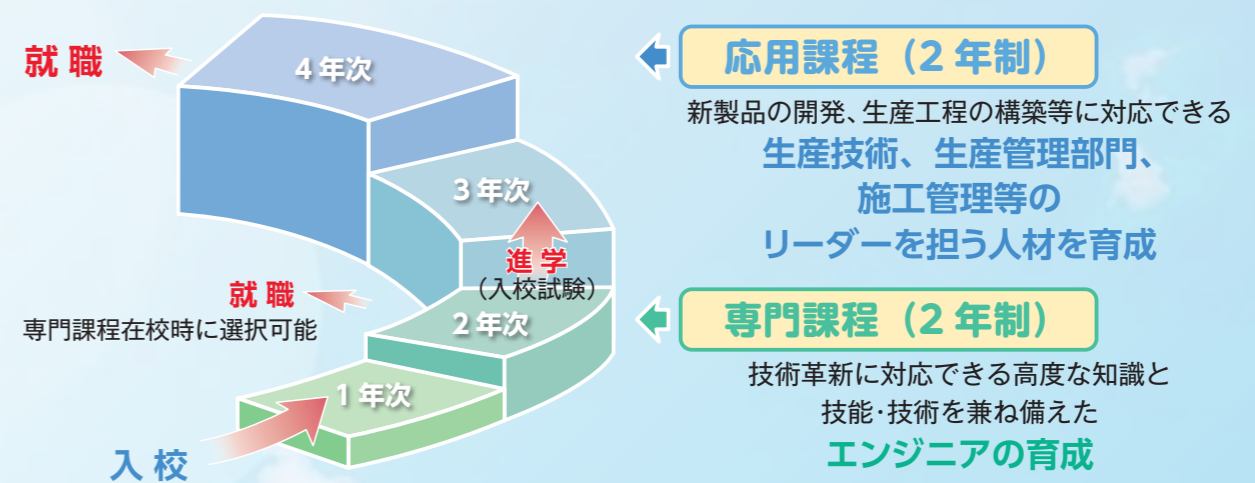 就 職
4 年次
3 年次
進 学
（入校試験）
就 職
専門課程在校時に選択可能
2 年次
1 年次
入 校
応用課程（2 年制）
新製品の開発、生産工程の構築等に対応できる
生産技術、生産管理部門、
施工管理等の
リーダーを担う人材を育成
専門課程（2 年制）
技術革新に対応できる高度な知識と
技能・技術を兼ね備えた
エンジニアの育成